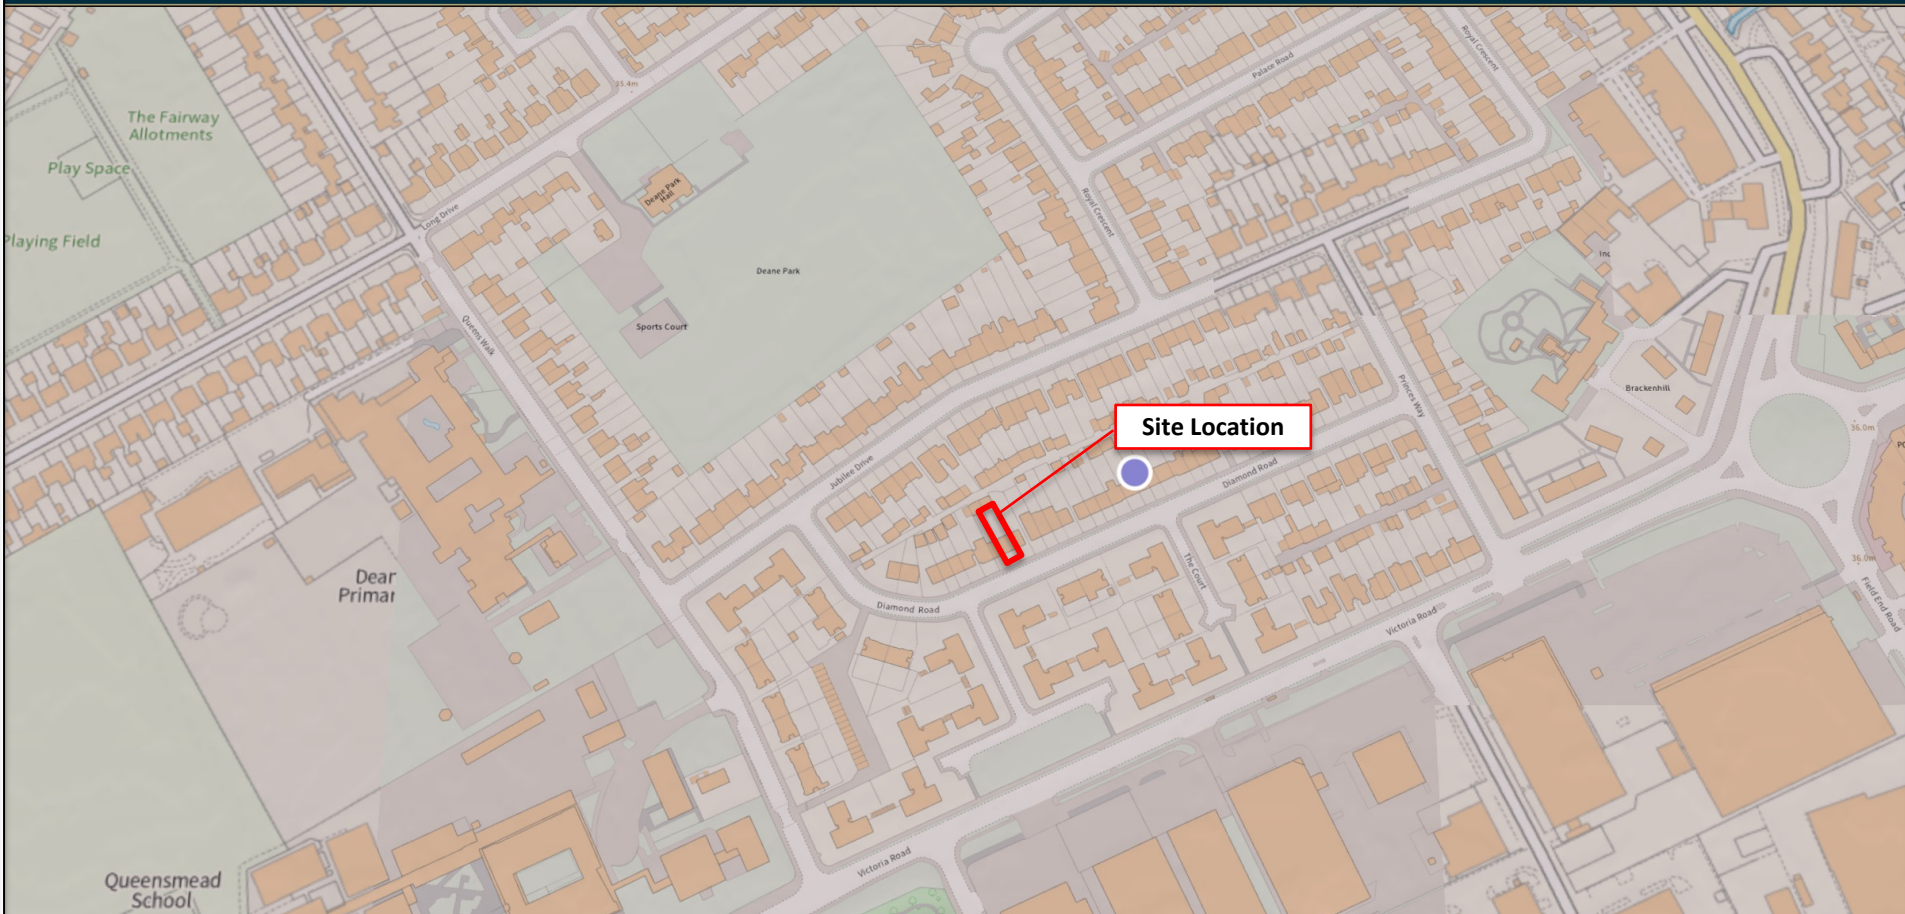 Royal Crescent
Palace Road
35.4m
The Fairway
Allotments
Play Space
Deane Park
Hall
Long Drive
Royal Crescent
Playing Field
Deane Park
Inc
Sports Court
Queens Walk
Princes Way
Brackenhill
Site Location
36.0m
PO
Jubilee Drive
Diamond Road
36.0m
The Court
Dear
Primar
Field End Road
Diamond Road
Victoria Road
Victoria Road
Queensmead
School